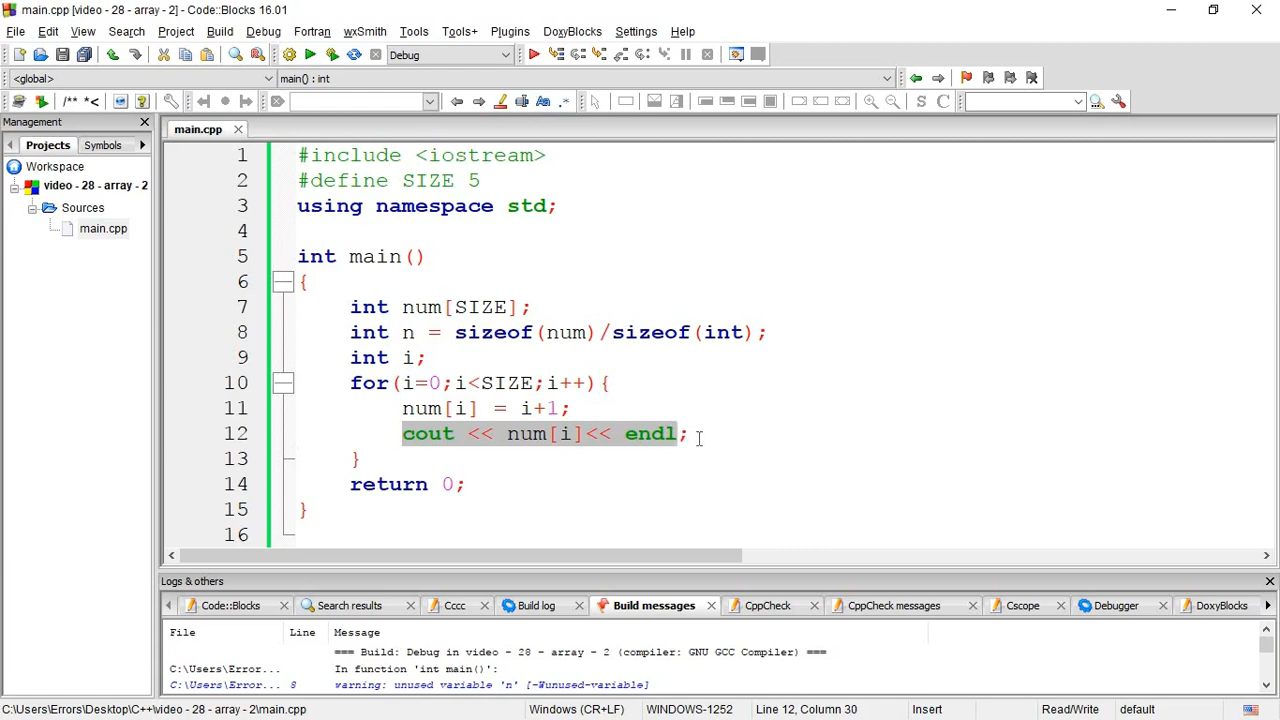 main.cpp [video - 28 - array - 2] - Code::Blocks 16.01
File Edit View Search Project Build Debug Fortran wxSmith Tools Tools+ Plugins DoxyBlocks Settings Help
Debug
<global> main() : int
/** *<
Aa .*
S C
Management
Projects Symbols
Workspace
video - 28 - array - 2
Sources
main.cpp
main.cpp
1 #include <iostream>
2 #define SIZE 5
3 using namespace std;
4
5 int main()
6 {
7 int num[SIZE];
8 int n = sizeof(num)/sizeof(int);
9 int i;
10 for(i=0;i<SIZE;i++){
11 num[i] = i+1;
12 cout << num[i]<< endl;
13 }
14 return 0;
15 }
16
Logs & others
Code::Blocks Search results Cccc Build log Build messages CppCheck CppCheck messages Cscope Debugger DoxyBlocks
File Line Message
=== Build: Debug in video - 28 - array - 2 (compiler: GNU GCC Compiler) ===
C:\Users\Error... In function 'int main()':
C:\Users\Error... 8 warning: unused variable 'n' [-Wunused-variable]
C:\Users\Errors\Desktop\C++\video - 28 - array - 2\main.cpp Windows (CR+LF) WINDOWS-1252 Line 12, Column 30 Insert Read/Write default